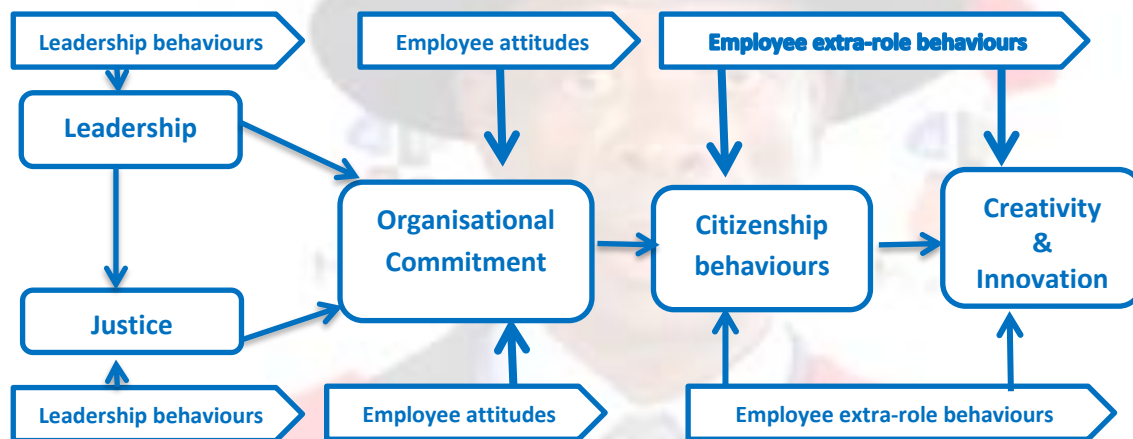 Leadership behaviours
Employee attitudes
Employee extra-role behaviours
Leadership
Organisational
Commitment
Citizenship
behaviours
Creativity
&
Innovation
Justice
Leadership behaviours
Employee attitudes
Employee extra-role behaviours